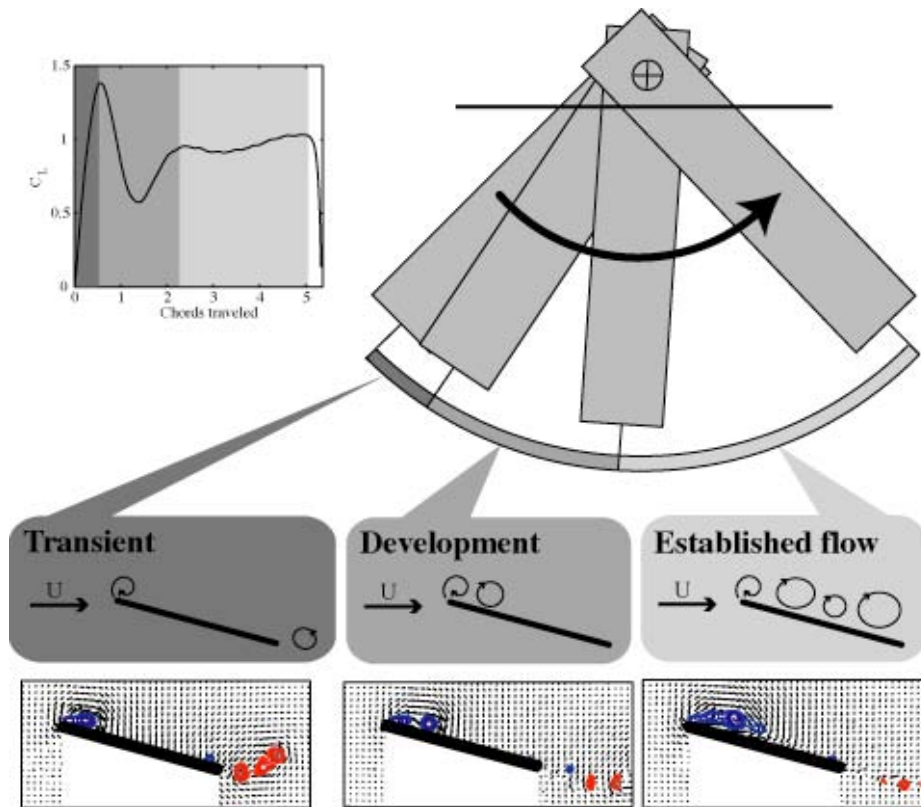 1.5
1
0.5
0
C_L
0 1 2 3 4 5
Chords traveled
Transient
U
Development
U
Established flow
U